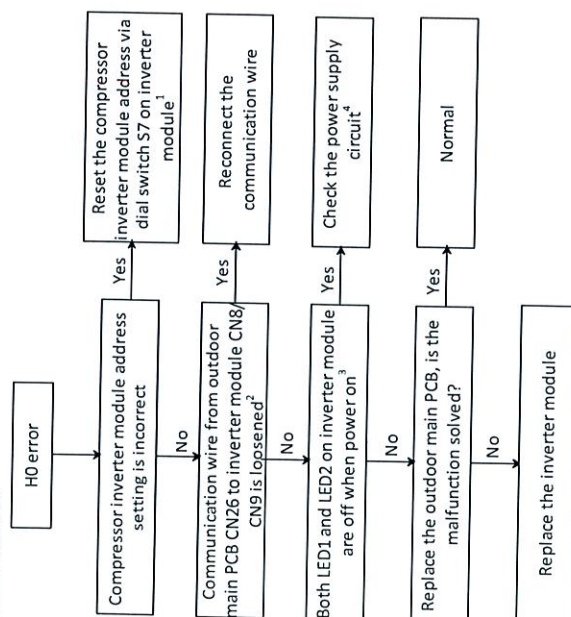 H0 error
Compressor inverter module address
setting is incorrect
Yes
Reset the compressor
inverter module address via
dial switch S7 on inverter
module¹
No
Communication wire from outdoor
main PCB CN26 to inverter module CN8/
CN9 is loosened²
Yes
Reconnect the
communication wire
No
Both LED1 and LED2 on inverter module
are off when power on³
Yes
Check the power supply
circuit⁴
No
Replace the outdoor main PCB, is the
malfunction solved?
Yes
Normal
No
Replace the inverter module